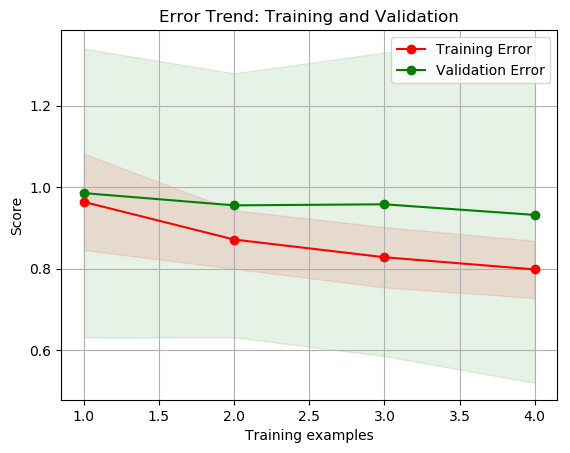 Error Trend: Training and Validation
Training Error
Validation Error
Score
1.2
1.0
0.8
0.6
1.0 1.5 2.0 2.5 3.0 3.5 4.0
Training examples